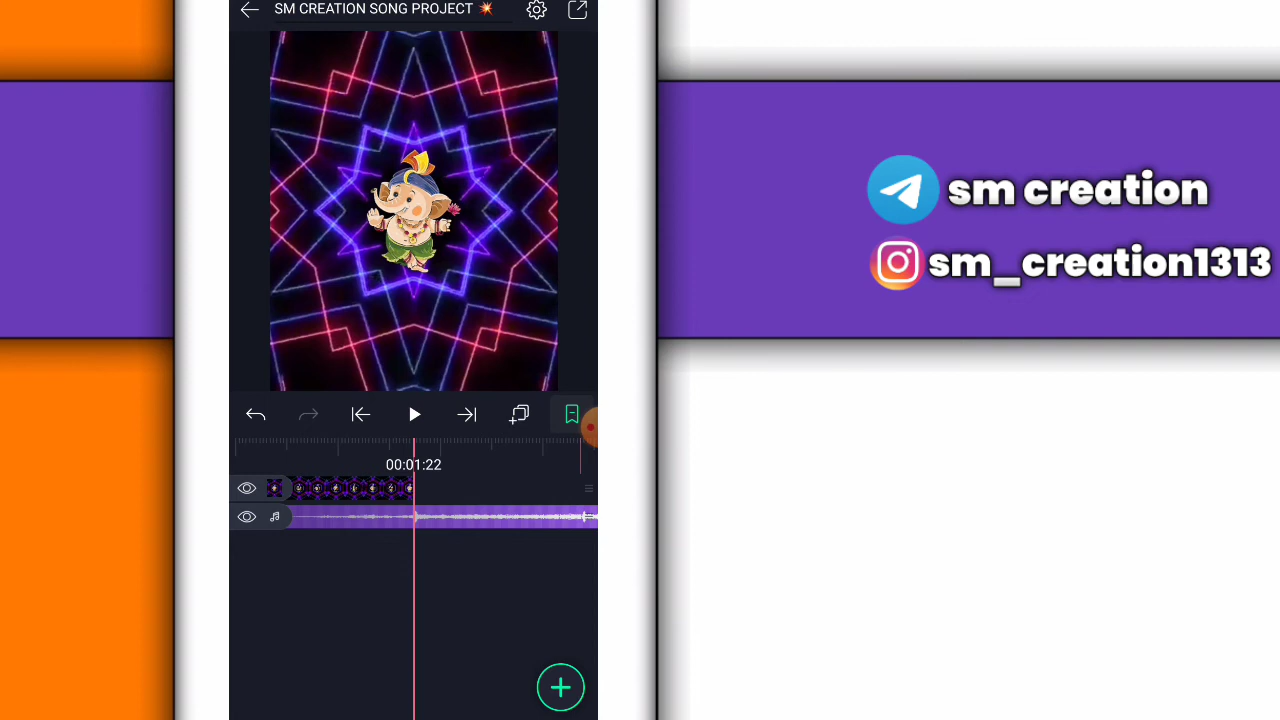 SM CREATION SONG PROJECT 💥
sm creation
sm_creation1313
00:01:22